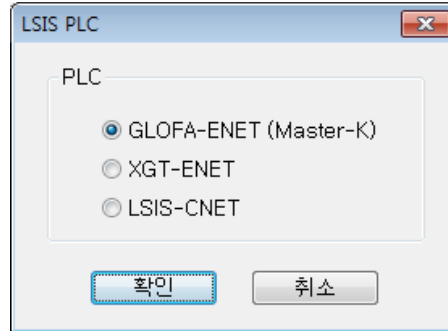 LSIS PLC
PLC
GLOFA-ENET (Master-K)
XGT-ENET
LSIS-CNET
확인 취소